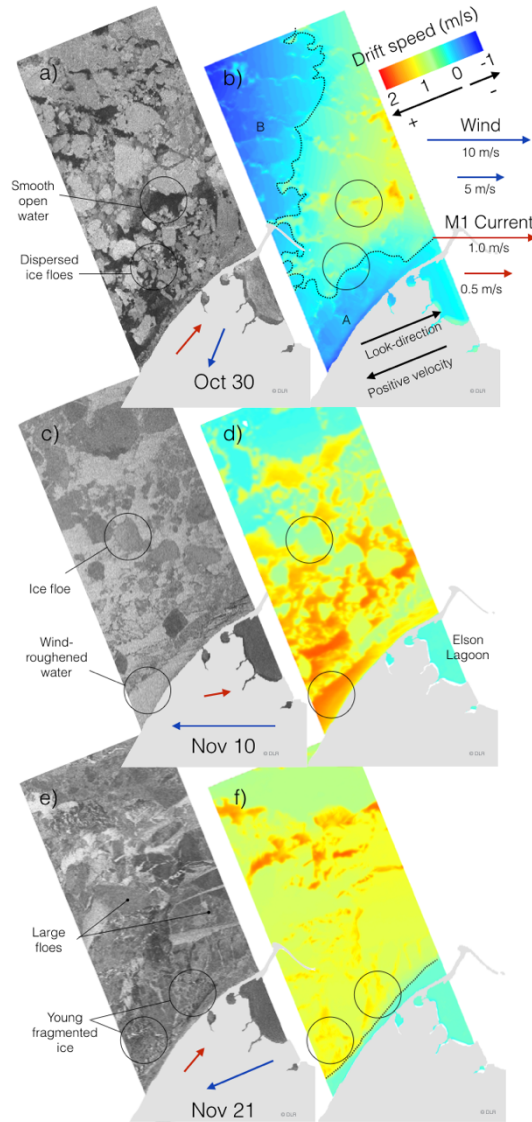 a)
Smooth
open
water
Dispersed
ice floes
Oct 30
© DLR
b)
B
A
Drift speed (m/s)
2
1
0
-1
+
-
Wind
10 m/s
5 m/s
M1 Current
1.0 m/s
0.5 m/s
Look-direction
Positive velocity
© DLR
c)
Ice floe
Wind-
roughened
water
Nov 10
© DLR
d)
Elson
Lagoon
© DLR
e)
Large
floes
Young
fragmented
ice
Nov 21
© DLR
f)
© DLR